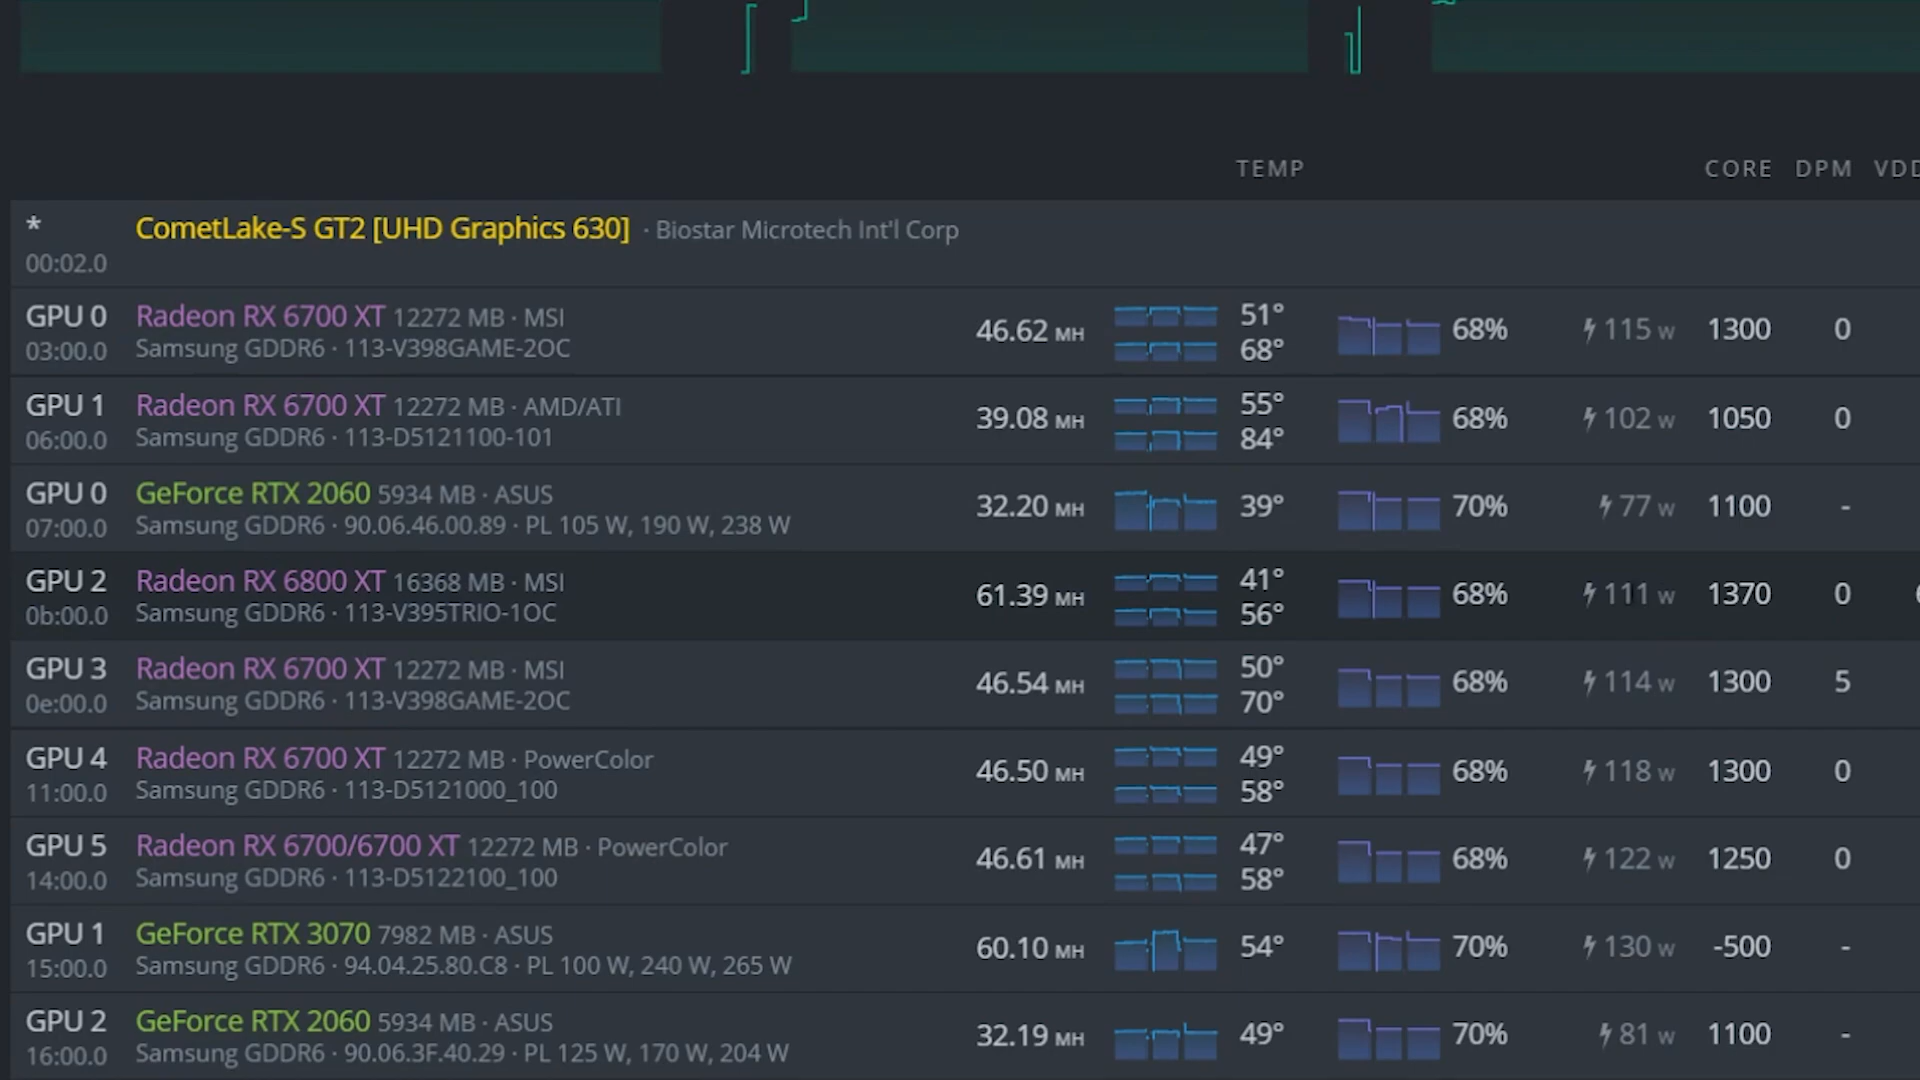 TEMP CORE DPM VDD
* CometLake-S GT2 [UHD Graphics 630] · Biostar Microtech Int'l Corp
00:02.0
GPU 0 Radeon RX 6700 XT 12272 MB · MSI 46.62 MH 51° 68% 115 W 1300 0
03:00.0 Samsung GDDR6 · 113-V398GAME-2OC 68°
GPU 1 Radeon RX 6700 XT 12272 MB · AMD/ATI 39.08 MH 55° 68% 102 W 1050 0
06:00.0 Samsung GDDR6 · 113-D5121100-101 84°
GPU 0 GeForce RTX 2060 5934 MB · ASUS 32.20 MH 39° 70% 77 W 1100 -
07:00.0 Samsung GDDR6 · 90.06.46.00.89 · PL 105 W, 190 W, 238 W
GPU 2 Radeon RX 6800 XT 16368 MB · MSI 61.39 MH 41° 68% 111 W 1370 0
0b:00.0 Samsung GDDR6 · 113-V395TRIO-1OC 56°
GPU 3 Radeon RX 6700 XT 12272 MB · MSI 46.54 MH 50° 68% 114 W 1300 5
0e:00.0 Samsung GDDR6 · 113-V398GAME-2OC 70°
GPU 4 Radeon RX 6700 XT 12272 MB · PowerColor 46.50 MH 49° 68% 118 W 1300 0
11:00.0 Samsung GDDR6 · 113-D5121000_100 58°
GPU 5 Radeon RX 6700/6700 XT 12272 MB · PowerColor 46.61 MH 47° 68% 122 W 1250 0
14:00.0 Samsung GDDR6 · 113-D5122100_100 58°
GPU 1 GeForce RTX 3070 7982 MB · ASUS 60.10 MH 54° 70% 130 W -500 -
15:00.0 Samsung GDDR6 · 94.04.25.80.C8 · PL 100 W, 240 W, 265 W
GPU 2 GeForce RTX 2060 5934 MB · ASUS 32.19 MH 49° 70% 81 W 1100 -
16:00.0 Samsung GDDR6 · 90.06.3F.40.29 · PL 125 W, 170 W, 204 W